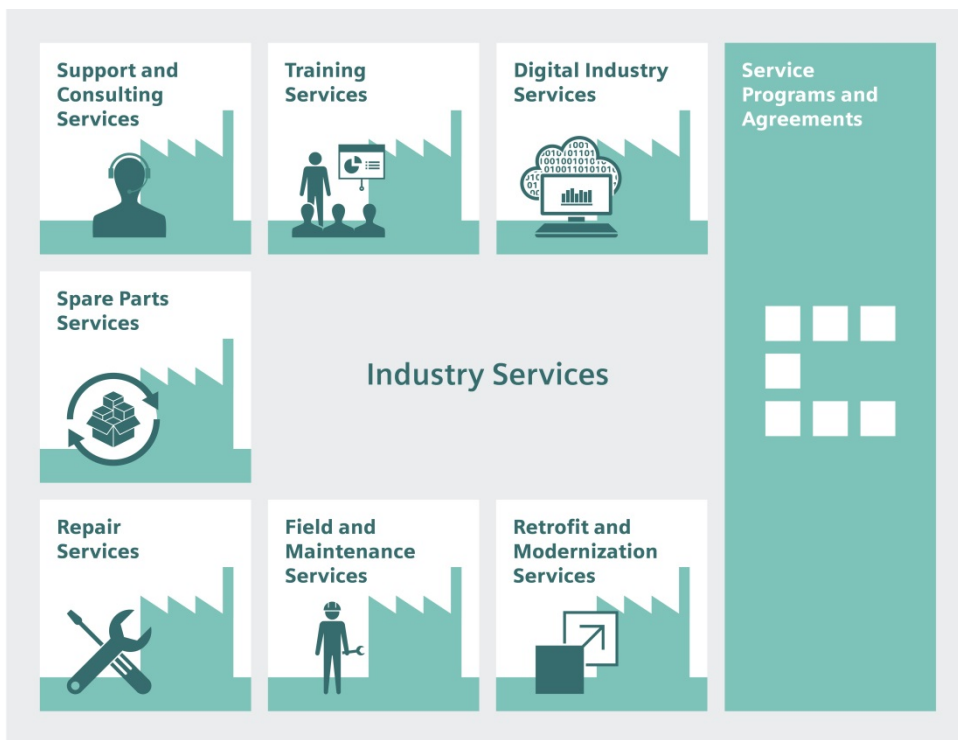 Support and
Consulting
Services
Training
Services
Digital Industry
Services
Service
Programs and
Agreements
Spare Parts
Services
Industry Services
Repair
Services
Field and
Maintenance
Services
Retrofit and
Modernization
Services